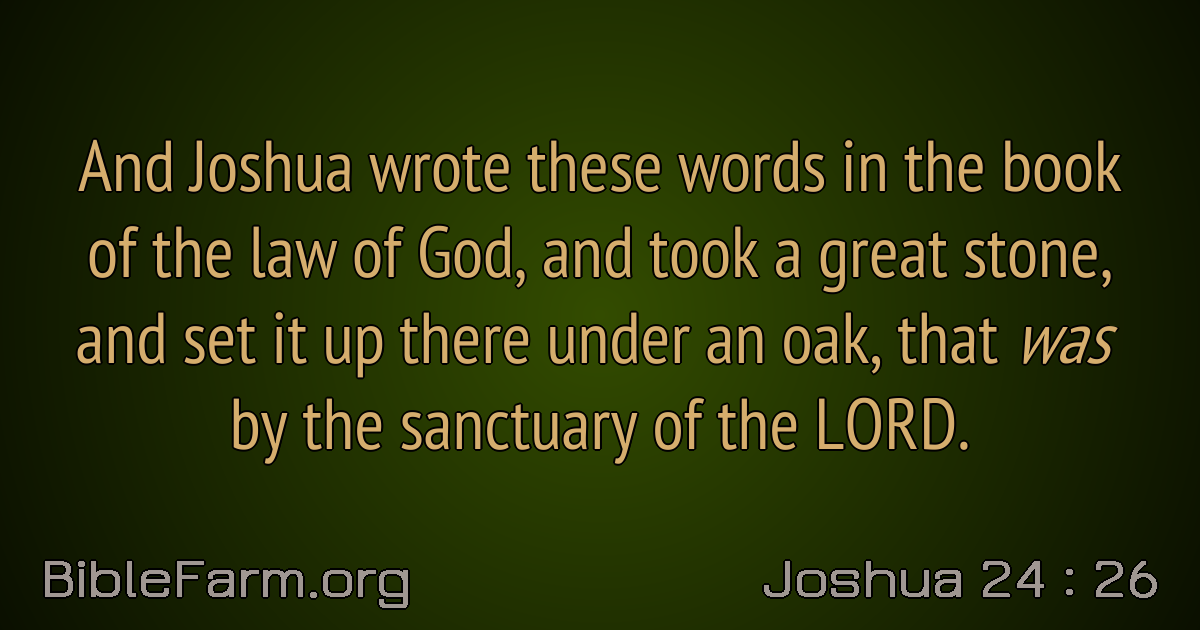 And Joshua wrote these words in the book
of the law of God, and took a great stone,
and set it up there under an oak, that was
by the sanctuary of the LORD.
BibleFarm.org
Joshua 24 : 26